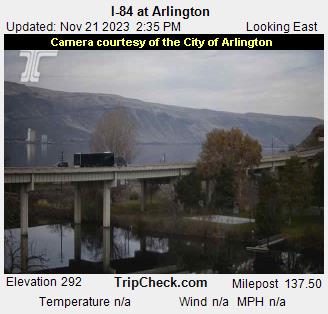 I-84 at Arlington
Updated: Nov 21 2023 2:35 PM Looking East
Camera courtesy of the City of Arlington
Elevation 292 TripCheck.com Milepost 137.50
Temperature n/a Wind n/a MPH n/a